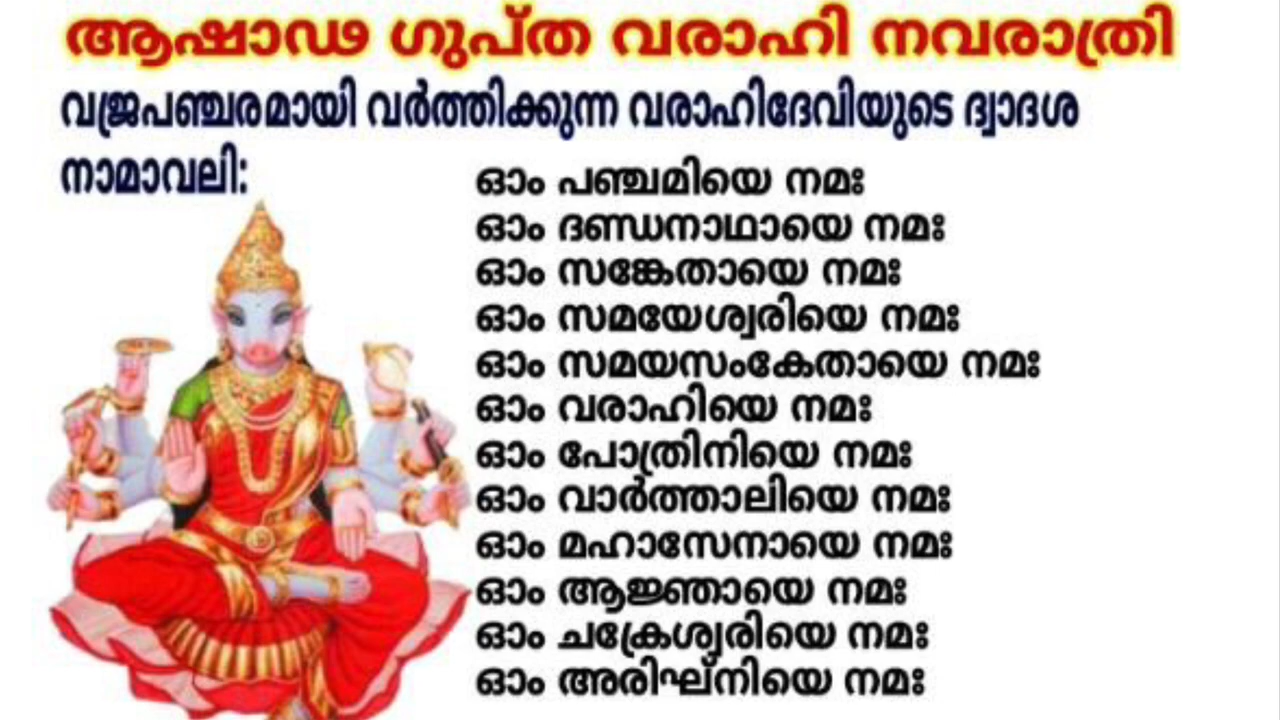 ആഷാഢ ഗുപ്ത വരാഹി നവരാത്രി
വജ്രപഞ്ചരമായി വർത്തിക്കുന്ന വരാഹിദേവിയുടെ ദ്വാദശ
നാമാവലി:
ഓം പഞ്ചമിയെ നമഃ
ഓം ദണ്ഡനാഥായെ നമഃ
ഓം സങ്കേതായെ നമഃ
ഓം സമയേശ്വരിയെ നമഃ
ഓം സമയസംകേതായെ നമഃ
ഓം വരാഹിയെ നമഃ
ഓം പോത്രിനിയെ നമഃ
ഓം വാർത്താലിയെ നമഃ
ഓം മഹാസേനായെ നമഃ
ഓം ആജ്ഞായെ നമഃ
ഓം ചക്രേശ്വരിയെ നമഃ
ഓം അരിഘ്നിയെ നമഃ